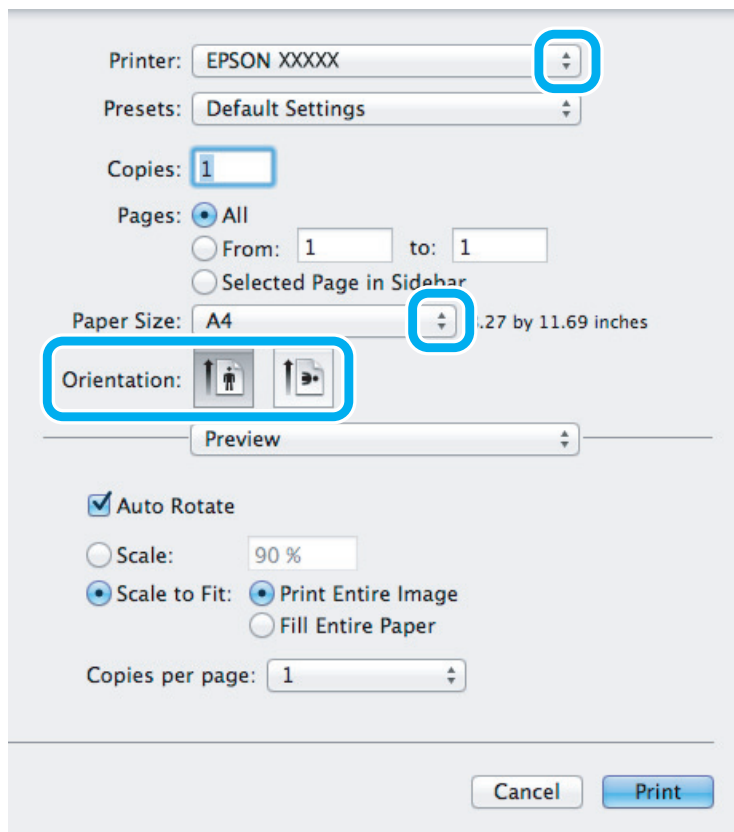 Printer: EPSON XXXXX
Presets: Default Settings
Copies: 1
Pages: All
From: 1 to: 1
Selected Page in Sidebar
Paper Size: A4 .27 by 11.69 inches
Orientation:
Preview
Auto Rotate
Scale: 90 %
Scale to Fit: Print Entire Image
Fill Entire Paper
Copies per page: 1
Cancel Print